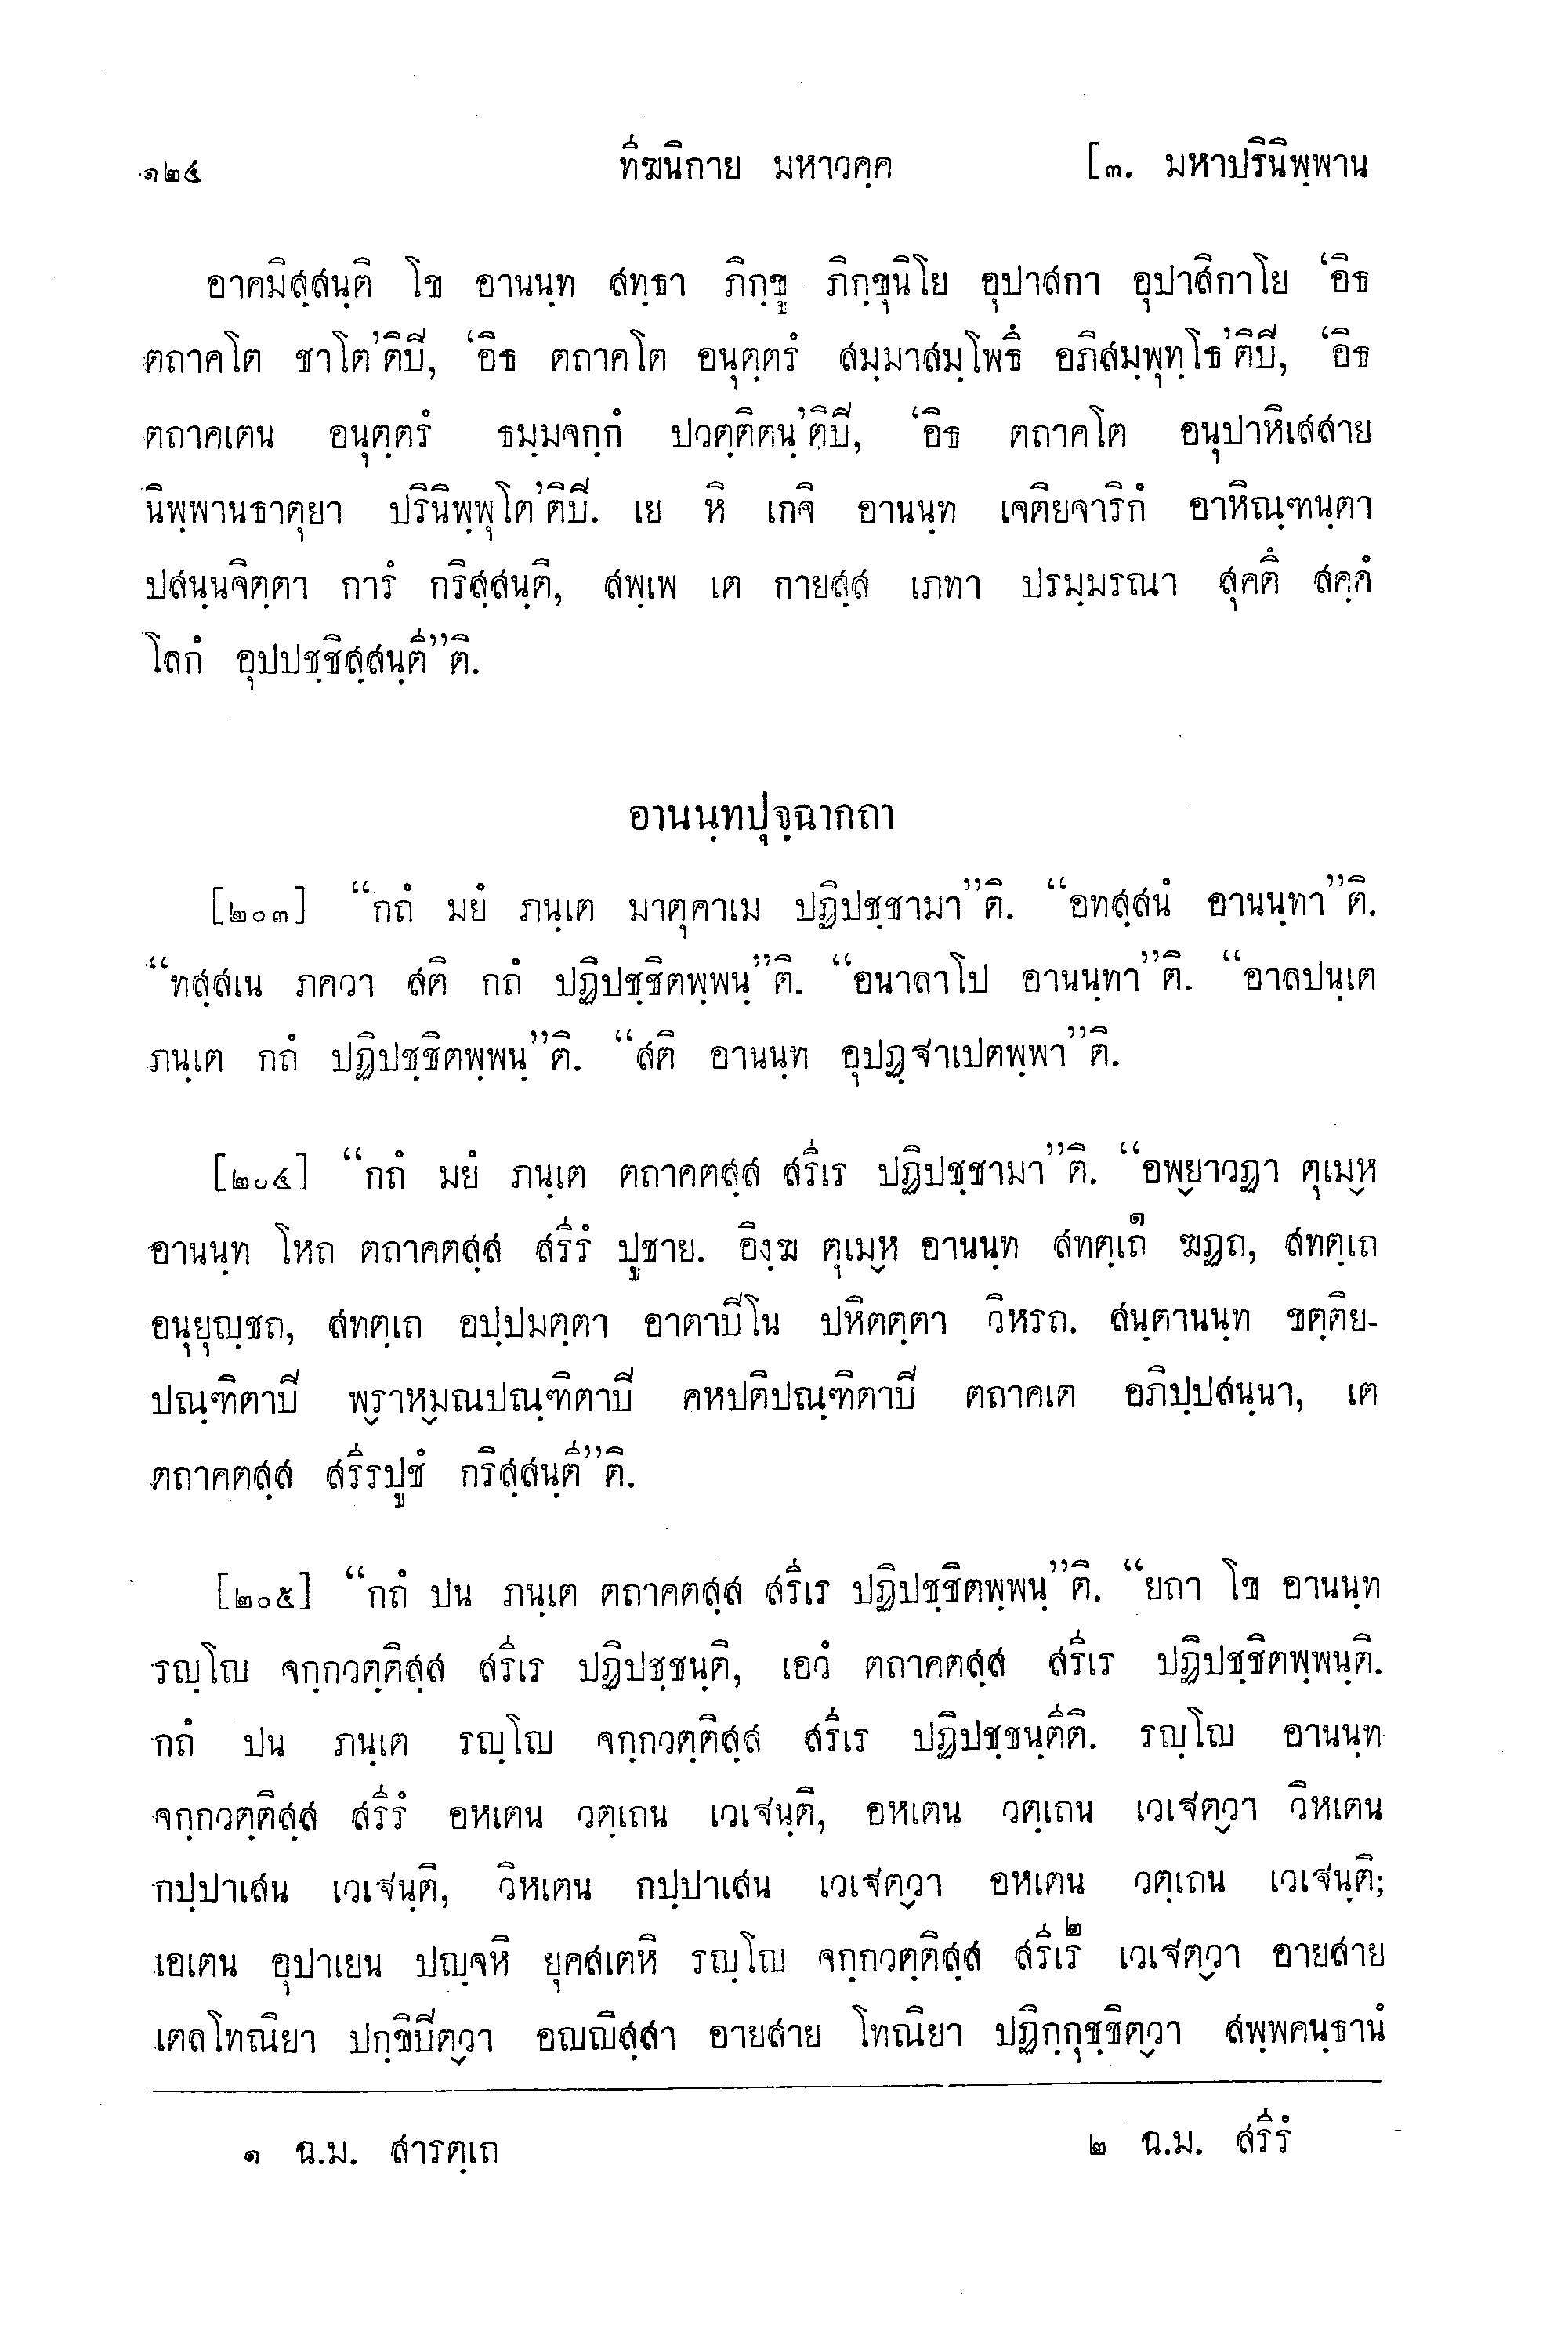 ๑๒๔ ทีฆนิกาย มหาวคฺค [๓. มหาปรินิพฺพาน
อาคมิสฺสนฺติ โข อานนฺท สทฺธา ภิกฺขู ภิกฺขุนิโย อุปาสกา อุปาสิกาโย ‘อิธ
ตถาคโต ชาโต’ติปี, ‘อิธ ตถาคโต อนุตฺตรํ สมฺมาสมฺโพธึ อภิสมฺพุทฺโธ’ติปี, ‘อิธ
ตถาคเตน อนุตฺตรํ ธมฺมจกฺกํ ปวตฺติตนฺ’ติปี, ‘อิธ ตถาคโต อนุปาทิเสสาย
นิพฺพานธาตุยา ปรินิพฺพุโต’ติปี. เย หิ เกจิ อานนฺท เจติยจาริกํ อาหิณฺฑนฺตา
ปสนฺนจิตฺตา การํ กริสฺสนฺติ, สพฺเพ เต กายสฺส เภทา ปรมฺมรณา สุคตึ สคฺคํ
โลกํ อุปปชฺชิสฺสนฺตี”ติ.
อานนฺทปุจฺฉากถา
[๒๐๓] “กถํ มยํ ภนฺเต มาตุคาเม ปฏิปชฺชามา”ติ. “อทสฺสนํ อานนฺทา”ติ.
“ทสฺสเน ภควา สติ กถํ ปฏิปชฺชิตพฺพนฺ”ติ. “อนาลาโป อานนฺทา”ติ. “อาลปนฺเต
ภนฺเต กถํ ปฏิปชฺชิตพฺพนฺ”ติ. “สติ อานนฺท อุปฏฺฐาเปตพฺพา”ติ.
[๒๐๔] “กถํ มยํ ภนฺเต ตถาคตสฺส สรีเร ปฏิปชฺชามา”ติ. “อพฺยาวฏา ตุเมฺห
อานนฺท โหถ ตถาคตสฺส สรีรํ ปูชาย. อิงฺฆ ตุเมฺห อานนฺท สทตฺเถ๑ ฆฏถ, สทตฺเถ
อนุยุญฺชถ, สทตฺเถ อปฺปมตฺตา อาตาปีโน ปหิตตฺตา วิหรถ. สนฺตานนฺท ขตฺติย-
ปณฺฑิตาปี พฺราหฺมณปณฺฑิตาปี คหปติปณฺฑิตาปี ตถาคเต อภิปฺปสนฺนา, เต
ตถาคตสฺส สรีรปูชํ กริสฺสนฺตี”ติ.
[๒๐๕] “กถํ ปน ภนฺเต ตถาคตสฺส สรีเร ปฏิปชฺชิตพฺพนฺ”ติ. “ยถา โข อานนฺท
รญฺโญ จกฺกวตฺติสฺส สรีเร ปฏิปชฺชนฺติ, เอวํ ตถาคตสฺส สรีเร ปฏิปชฺชิตพฺพนฺติ.
กถํ ปน ภนฺเต รญฺโญ จกฺกวตฺติสฺส สรีเร ปฏิปชฺชนฺตีติ. รญฺโญ อานนฺท
จกฺกวตฺติสฺส สรีรํ อหเตน วตฺเถน เวเฐนฺติ, อหเตน วตฺเถน เวเฐตฺวา วิหเตน
กปฺปาเสน เวเฐนฺติ, วิหเตน กปฺปาเสน เวเฐตฺวา อหเตน วตฺเถน เวเฐนฺติ;
เอเตน อุปาเยน ปญฺจหิ ยุคสเตหิ รญฺโญ จกฺกวตฺติสฺส สรีเร๒ เวเฐตฺวา อายสาย
เตลโทณิยา ปกฺขิปีตฺวา อญฺญิสฺสา อายสาย โทณิยา ปฏิกฺกุชฺชิตฺวา สพฺพคนฺธานํ
๑ ฉ.ม. สารตฺเถ ๒ ฉ.ม. สรีรํ